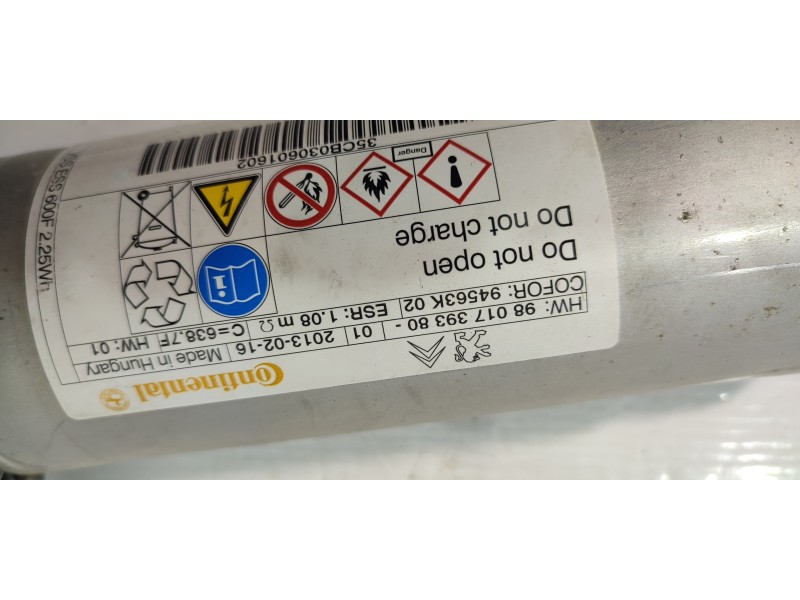 Continental
Made in Hungary
2013-02-16
01
HW: 98 017 393 80 -
C=638.7F HW: 01
ESR: 1.08 m Ω
COFOR: 94563K 02
Do not open
Do not charge
Danger
ESS 600F 2.25Wh
35CB030601602